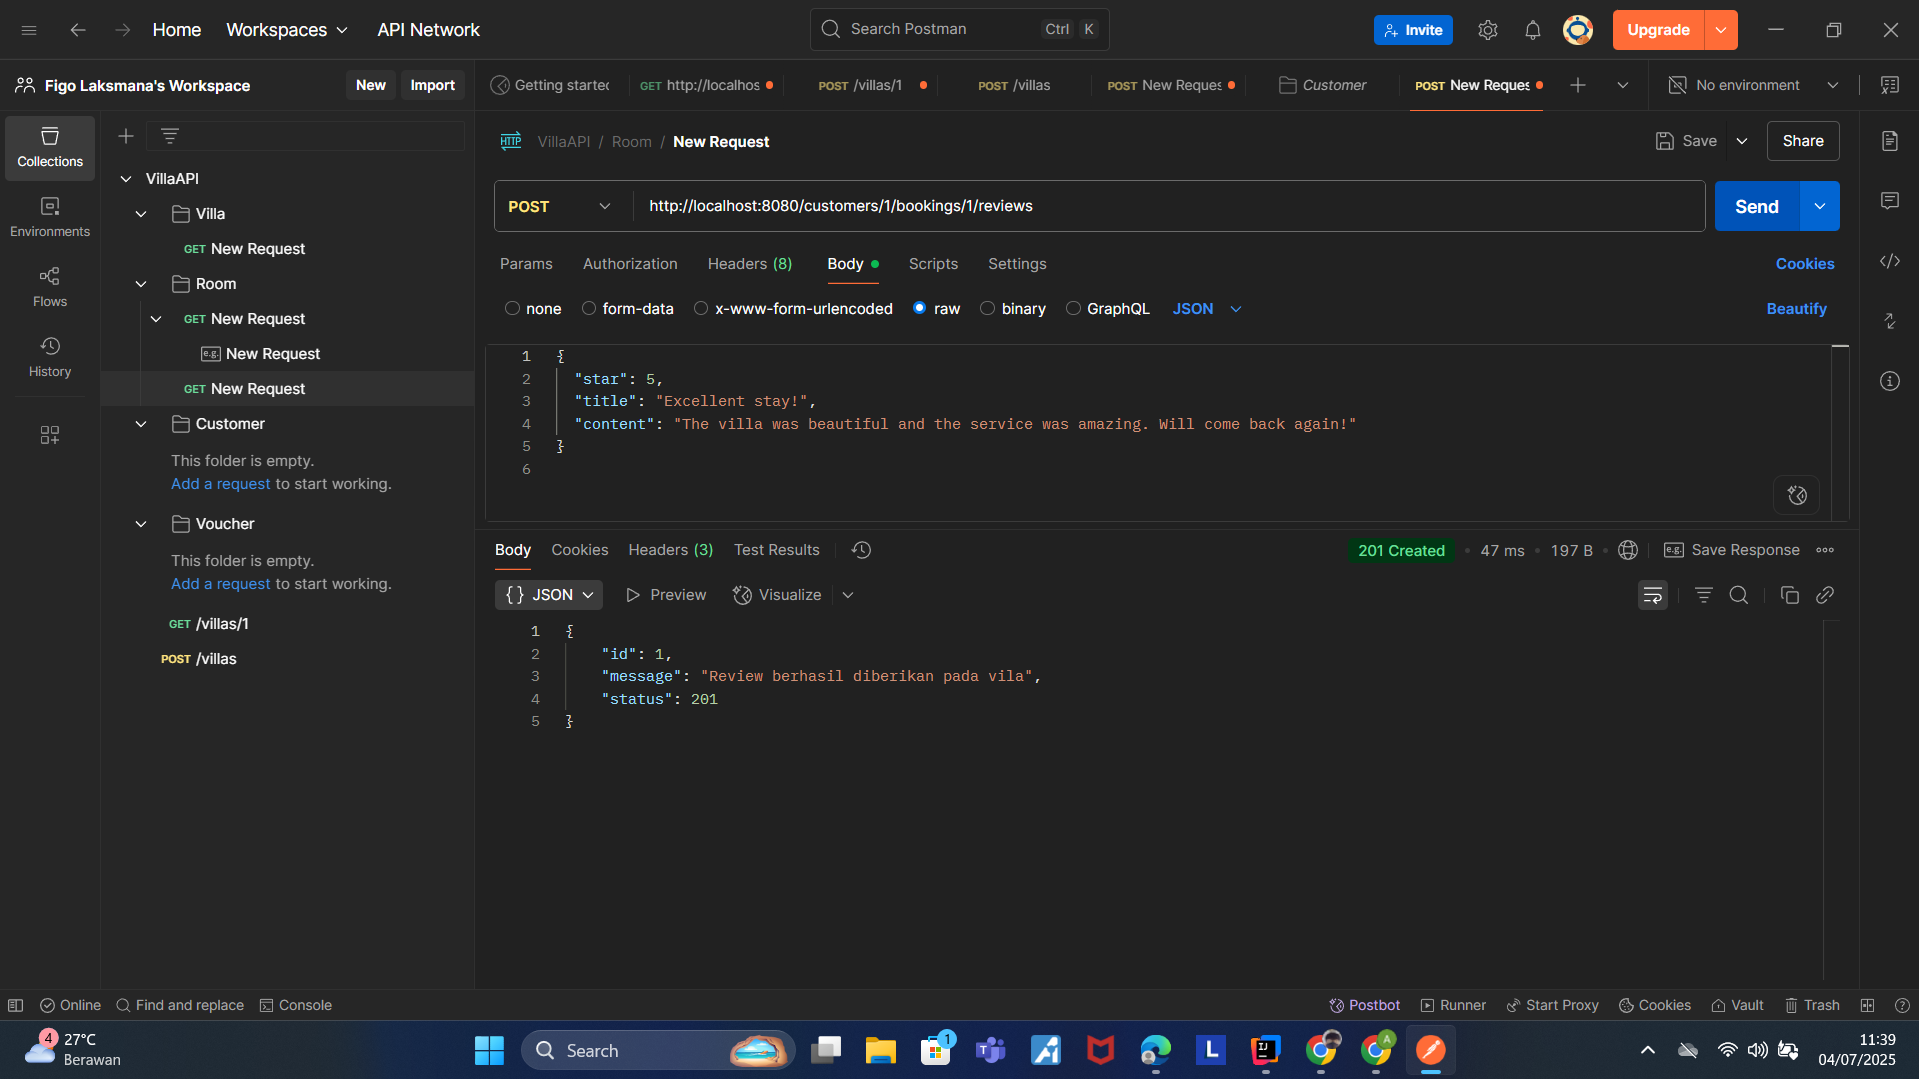 Home
Workspaces
API Network
Search Postman
Ctrl K
Invite
Upgrade
Figo Laksmana's Workspace
New
Import
Getting started
GET http://localhos
POST /villas/1
POST /villas
POST New Reques
Customer
POST New Reques
No environment
Collections
Environments
Flows
History
VillaAPI
Villa
GET New Request
Room
GET New Request
e.g. New Request
GET New Request
Customer
This folder is empty.
Add a request to start working.
Voucher
This folder is empty.
Add a request to start working.
GET /villas/1
POST /villas
HTTP VillaAPI / Room / New Request
Save
Share
POST
http://localhost:8080/customers/1/bookings/1/reviews
Send
Params
Authorization
Headers (8)
Body
Scripts
Settings
Cookies
none
form-data
x-www-form-urlencoded
raw
binary
GraphQL
JSON
Beautify
1 {
2 "star": 5,
3 "title": "Excellent stay!",
4 "content": "The villa was beautiful and the service was amazing. Will come back again!"
5 }
6
Body
Cookies
Headers (3)
Test Results
201 Created
47 ms
197 B
e.g. Save Response
{} JSON
Preview
Visualize
1 {
2 "id": 1,
3 "message": "Review berhasil diberikan pada vila",
4 "status": 201
5 }
Online
Find and replace
Console
Postbot
Runner
Start Proxy
Cookies
Vault
Trash
4
27°C
Berawan
Search
1
T
L
IJ
A
11:39
04/07/2025